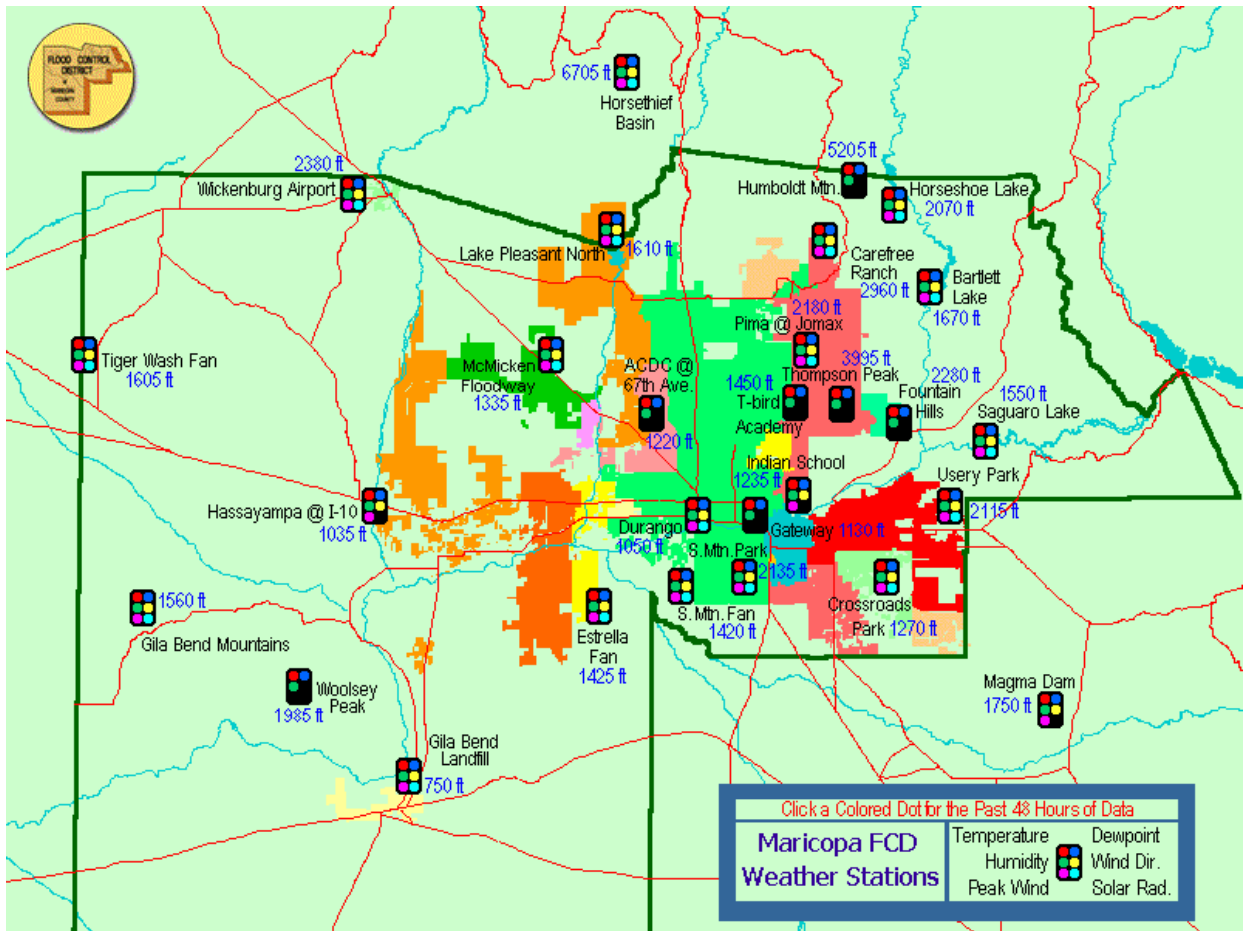 FLOOD CONTROL
DISTRICT
COUNTY
6705 ft
Horsethief
Basin
2380 ft
Wickenburg Airport
5205 ft
Humboldt Mtn.
Horseshoe Lake
2070 ft
Lake Pleasant North
1610 ft
Carefree
Ranch
2960 ft
Bartlett
Lake
1670 ft
2180 ft
Pima @ Jomax
Tiger Wash Fan
1605 ft
McMicken
Floodway
1335 ft
ACDC @
67th Ave.
1220 ft
3995 ft
Thompson Peak
1450 ft
T-bird
Academy
2280 ft
Fountain
Hills
1550 ft
Saguaro Lake
Indian School
1235 ft
Usery Park
2115 ft
Hassayampa @ I-10
1035 ft
Durango
1050 ft
Gateway 1130 ft
S.Mtn.Park
2135 ft
S.Mtn.Fan
1420 ft
Crossroads
Park 1270 ft
1560 ft
Gila Bend Mountains
Estrella
Fan
1425 ft
Woolsey
Peak
1985 ft
Magma Dam
1750 ft
Gila Bend
Landfill
750 ft
Click a Colored Dot for the Past 48 Hours of Data
Maricopa FCD
Weather Stations
Temperature Dewpoint
Humidity Wind Dir.
Peak Wind Solar Rad.